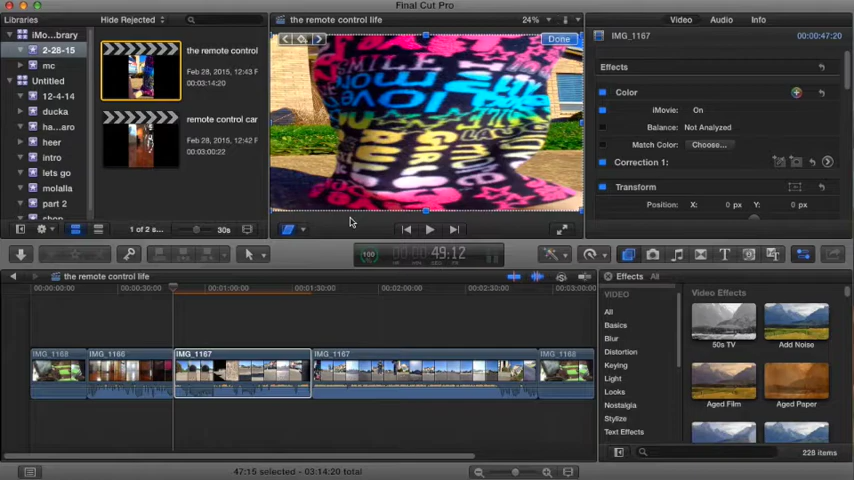 Final Cut Pro
Libraries
Hide Rejected
the remote control life
24%
Video
Audio
Info
iMo...brary
2-28-15
mc
Untitled
12-4-14
ducka
ha...aro
heer
intro
lets go
molalla
part 2
shop
the remote control
Feb 28, 2015, 12:43 P
00:03:14:20
remote control car
Feb 28, 2015, 12:42 P
00:03:00:22
1 of 2 s...
30s
Done
SMILE
GIRL
IMG_1167
00:00:47:20
Effects
Color
iMovie: On
Balance: Not Analyzed
Match Color: Choose...
Correction 1:
Transform
Position: X: 0 px Y: 0 px
100
49:12
the remote control life
00:00:00:00
00:00:30:00
00:01:00:00
00:01:30:00
00:02:00:00
00:02:30:00
00:03:00:00
IMG_1168
IMG_1166
IMG_1167
IMG_1167
IMG_1168
Effects
All
VIDEO
All
Basics
Blur
Distortion
Keying
Light
Looks
Nostalgia
Stylize
Text Effects
Video Effects
50s TV
Add Noise
Aged Film
Aged Paper
228 items
47:15 selected - 03:14:20 total